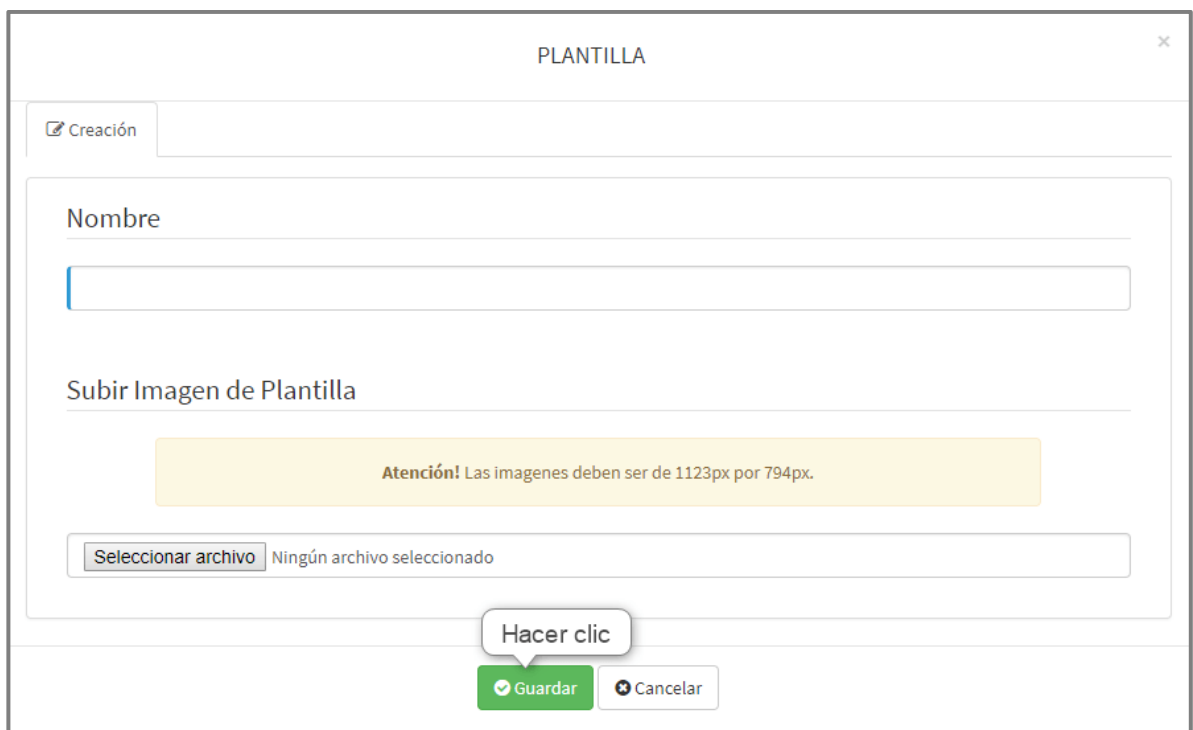 PLANTILLA
×
Creación
Nombre
Subir Imagen de Plantilla
Atención! Las imagenes deben ser de 1123px por 794px.
Seleccionar archivo Ningún archivo seleccionado
Hacer clic
Guardar Cancelar